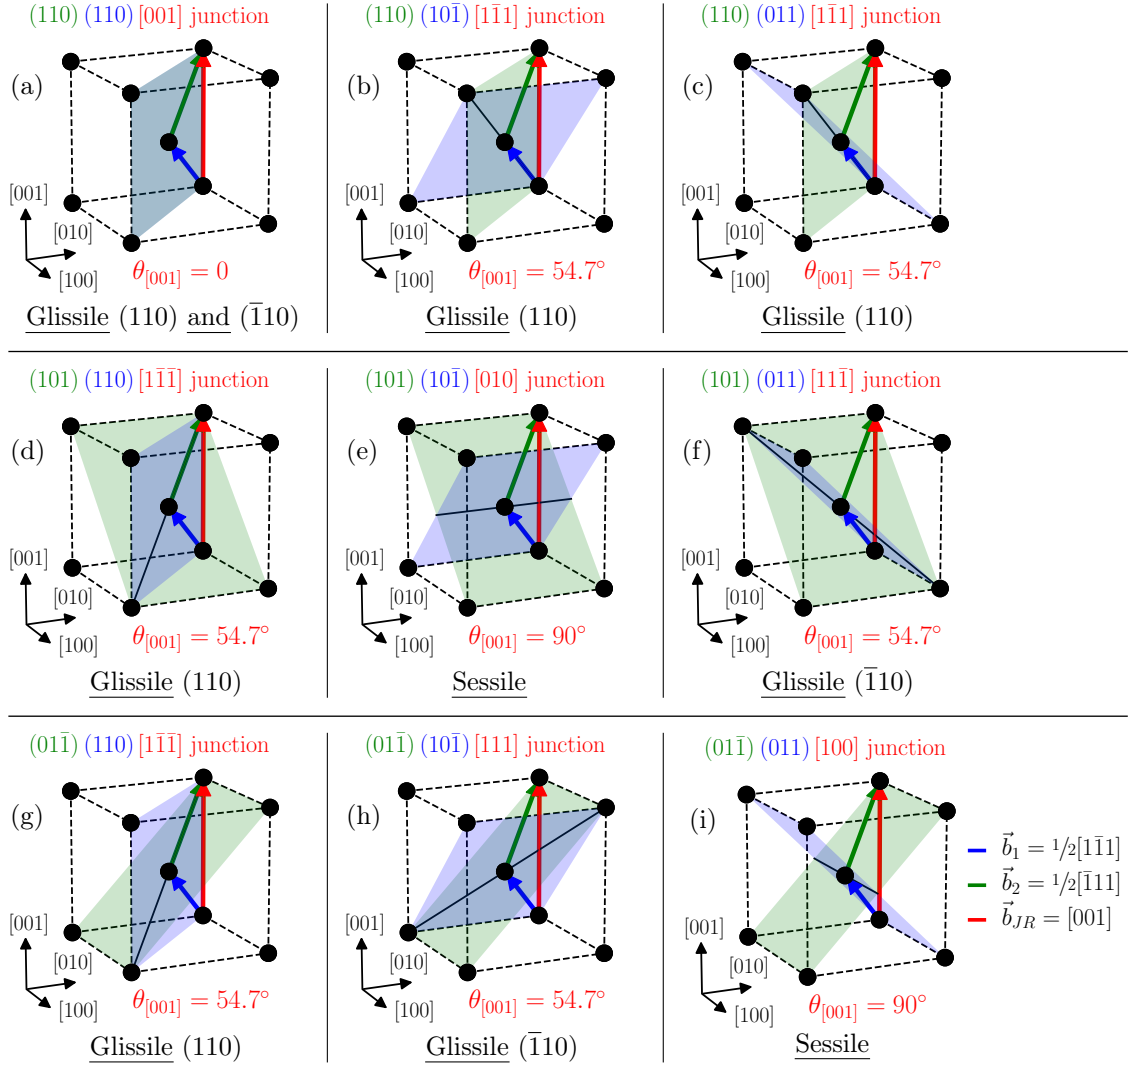 (110) (110) [001] junction
(a)
[001]
[010]
[100]
θ[001] = 0
Glissile (110) and (1̅10)
(110) (101̅) [11̅1] junction
(b)
[001]
[010]
[100]
θ[001] = 54.7°
Glissile (110)
(110) (011) [11̅1] junction
(c)
[001]
[010]
[100]
θ[001] = 54.7°
Glissile (110)
(101) (110) [11̅1̅] junction
(d)
[001]
[010]
[100]
θ[001] = 54.7°
Glissile (110)
(101) (101̅) [010] junction
(e)
[001]
[010]
[100]
θ[001] = 90°
Sessile
(101) (011) [111̅] junction
(f)
[001]
[010]
[100]
θ[001] = 54.7°
Glissile (1̅10)
(011̅) (110) [11̅1̅] junction
(g)
[001]
[010]
[100]
θ[001] = 54.7°
Glissile (110)
(011̅) (101̅) [111] junction
(h)
[001]
[010]
[100]
θ[001] = 54.7°
Glissile (1̅10)
(011̅) (011) [100] junction
(i)
[001]
[010]
[100]
θ[001] = 90°
Sessile
b⃗1 = 1/2[11̅1]
b⃗2 = 1/2[1̅11]
b⃗JR = [001]